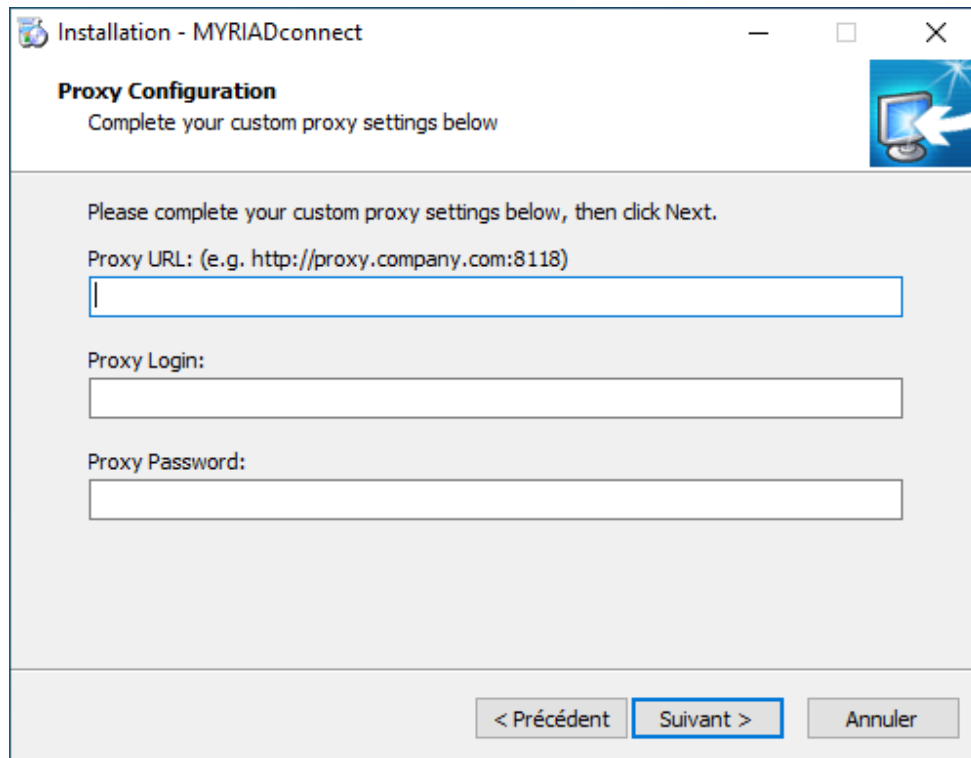 Installation - MYRIADconnect
Proxy Configuration
Complete your custom proxy settings below
Please complete your custom proxy settings below, then click Next.
Proxy URL: (e.g. http://proxy.company.com:8118)
Proxy Login:
Proxy Password:
< Précédent
Suivant >
Annuler